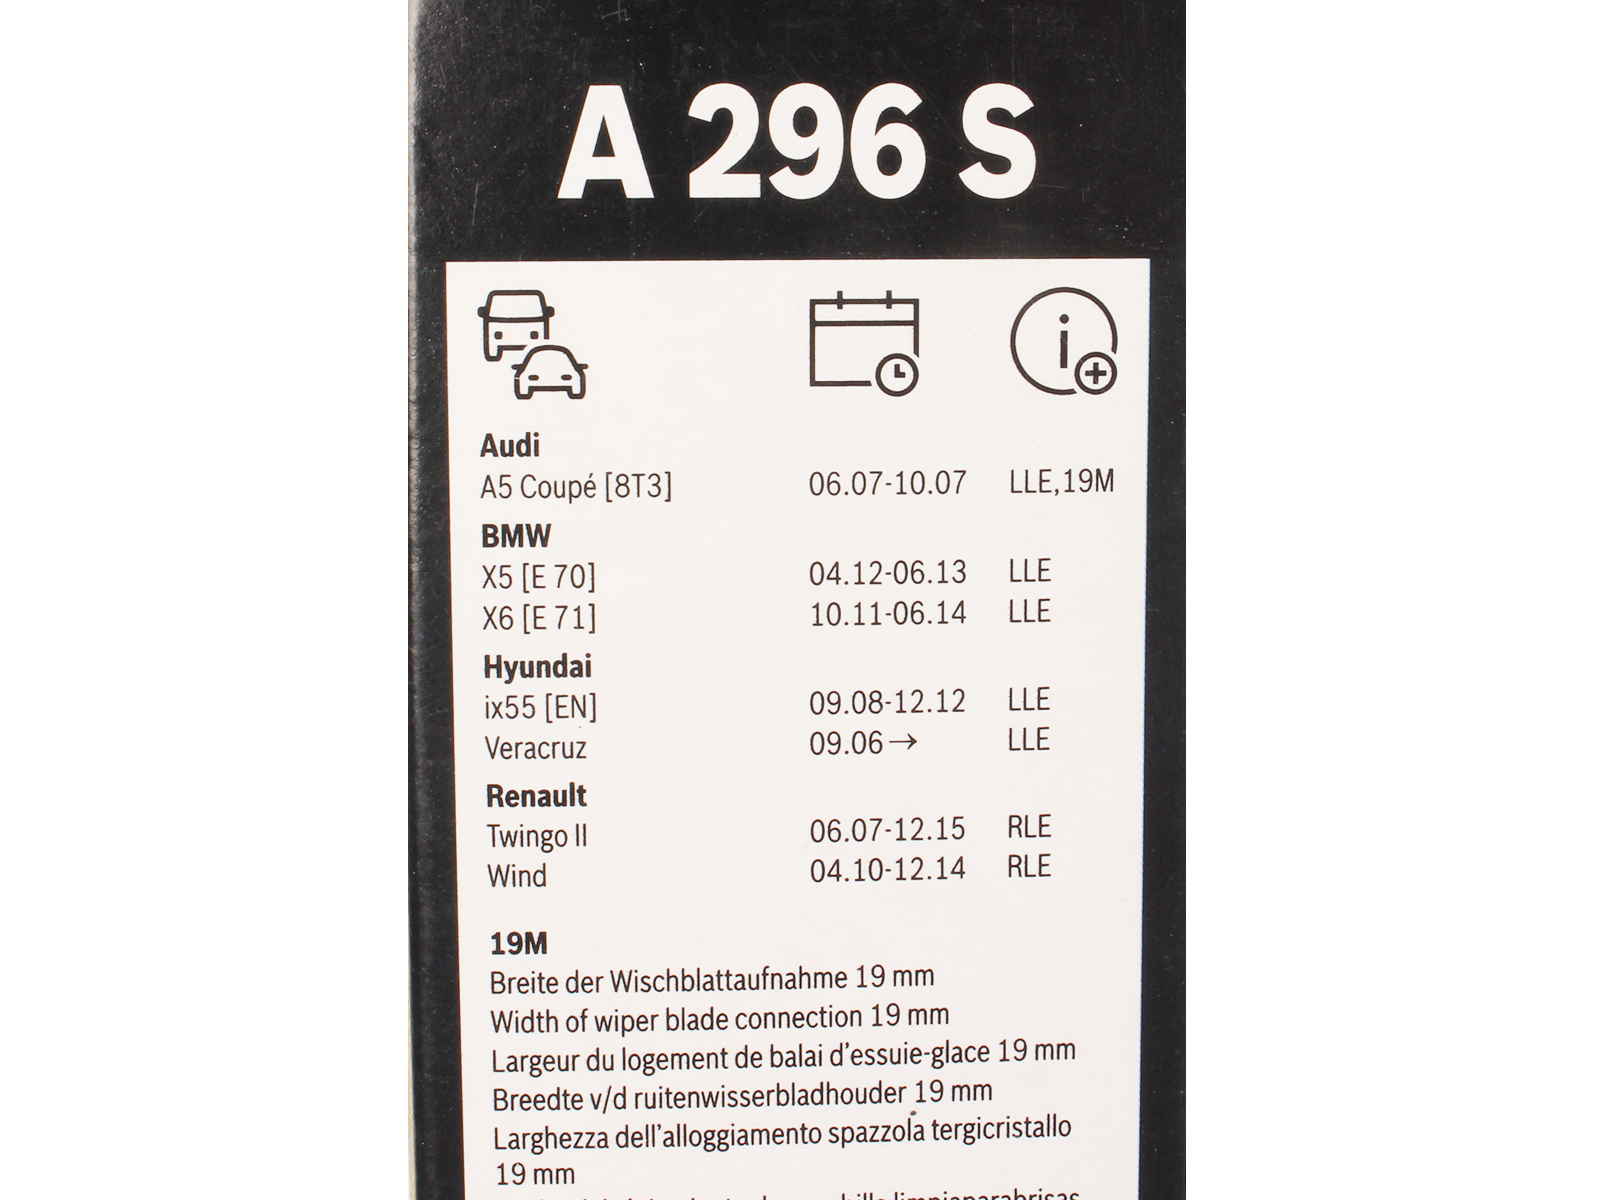 A 296 S
Audi
A5 Coupé [8T3] 06.07-10.07 LLE,19M
BMW
X5 [E 70] 04.12-06.13 LLE
X6 [E 71] 10.11-06.14 LLE
Hyundai
ix55 [EN] 09.08-12.12 LLE
Veracruz 09.06→ LLE
Renault
Twingo II 06.07-12.15 RLE
Wind 04.10-12.14 RLE
19M
Breite der Wischblattaufnahme 19 mm
Width of wiper blade connection 19 mm
Largeur du logement de balai d'essuie-glace 19 mm
Breedte v/d ruitenwisserbladhouder 19 mm
Larghezza dell'alloggiamento spazzola tergicristallo
19 mm
limpiaparabrisas